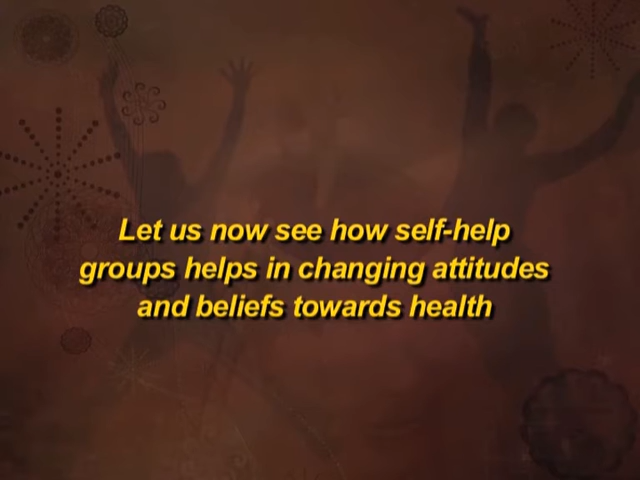 Let us now see how self-help
groups helps in changing attitudes
and beliefs towards health